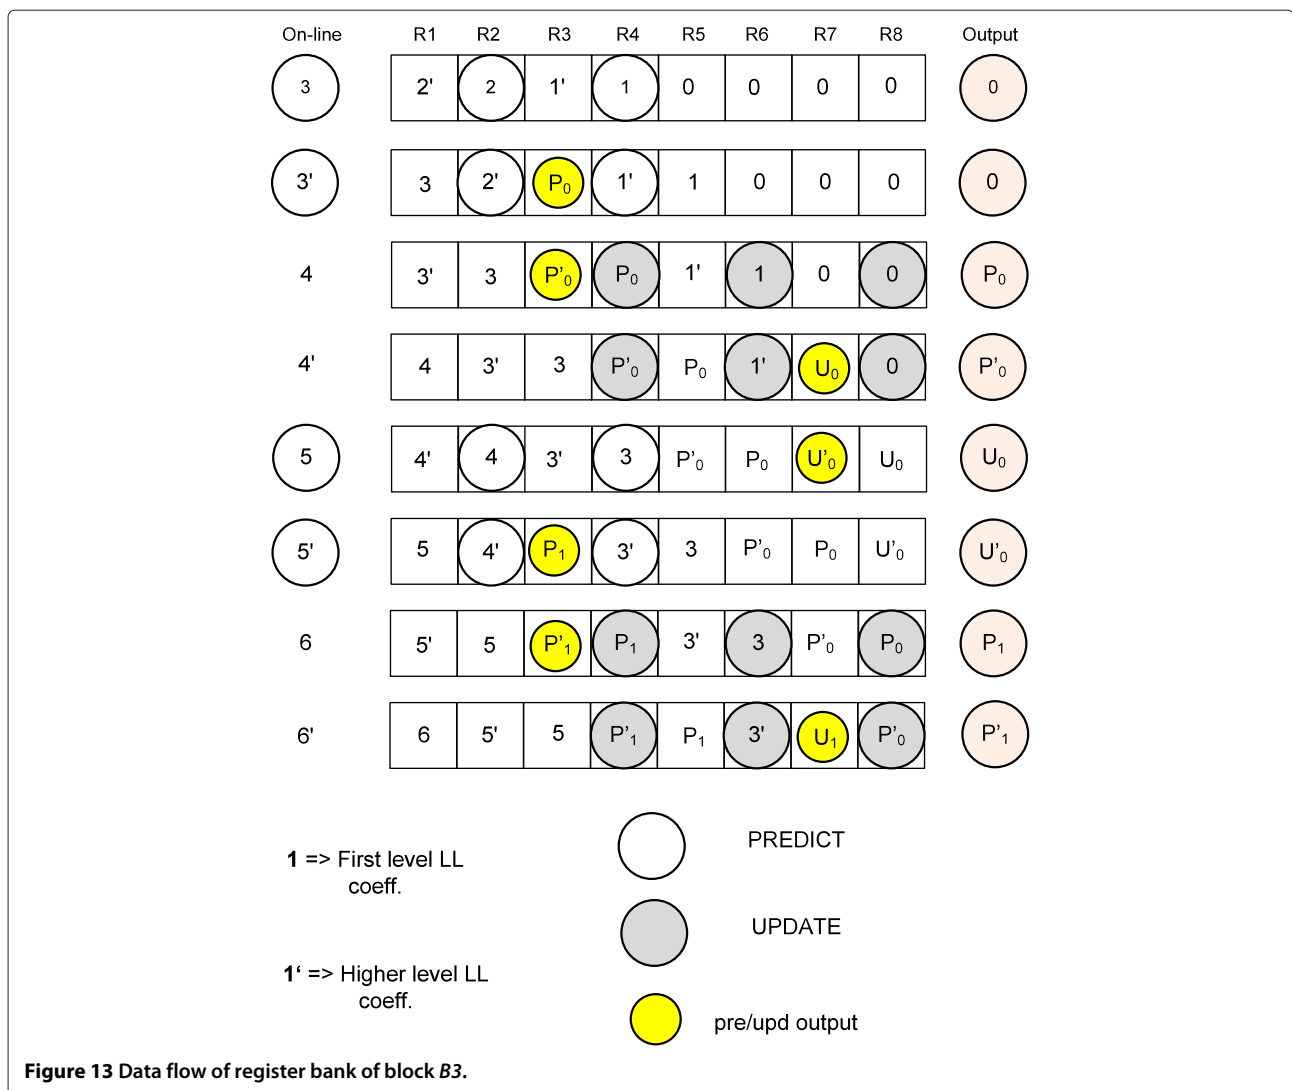 On-line R1 R2 R3 R4 R5 R6 R7 R8 Output
3 2' 2 1' 1 0 0 0 0 0
3' 3 2' P₀ 1' 1 0 0 0 0
4 3' 3 P'₀ P₀ 1' 1 0 0 P₀
4' 4 3' 3 P'₀ P₀ 1' U₀ 0 P'₀
5 4' 4 3' 3 P'₀ P₀ U'₀ U₀ U₀
5' 5 4' P₁ 3' 3 P'₀ P₀ U'₀ U'₀
6 5' 5 P'₁ P₁ 3' 3 P'₀ P₀ P₁
6' 6 5' 5 P'₁ P₁ 3' U₁ P'₀ P'₁
PREDICT
1 => First level LL
coeff.
UPDATE
1‘ => Higher level LL
coeff.
pre/upd output
Figure 13 Data flow of register bank of block B3.